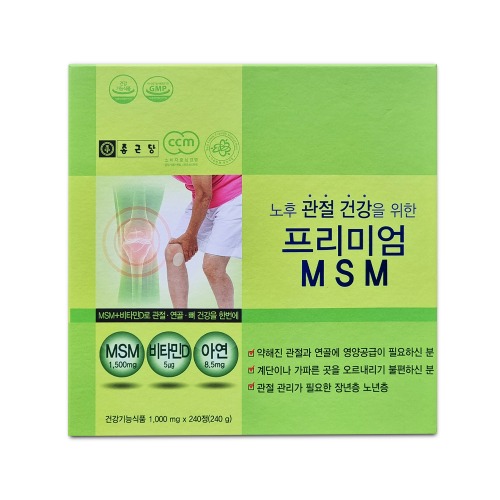 GMP
종근당
ccm
노후 관절 건강을 위한
프리미엄
MSM
MSM+비타민D로 관절·연골·뼈 건강을 한번에
MSM
1,500mg
비타민D
5μg
아연
8.5mg
약해진 관절과 연골에 영양공급이 필요하신 분
계단이나 가파른 곳을 오르내리기 불편하신 분
관절 관리가 필요한 장년층 노년층
건강기능식품 1,000 mg x 240정(240 g)